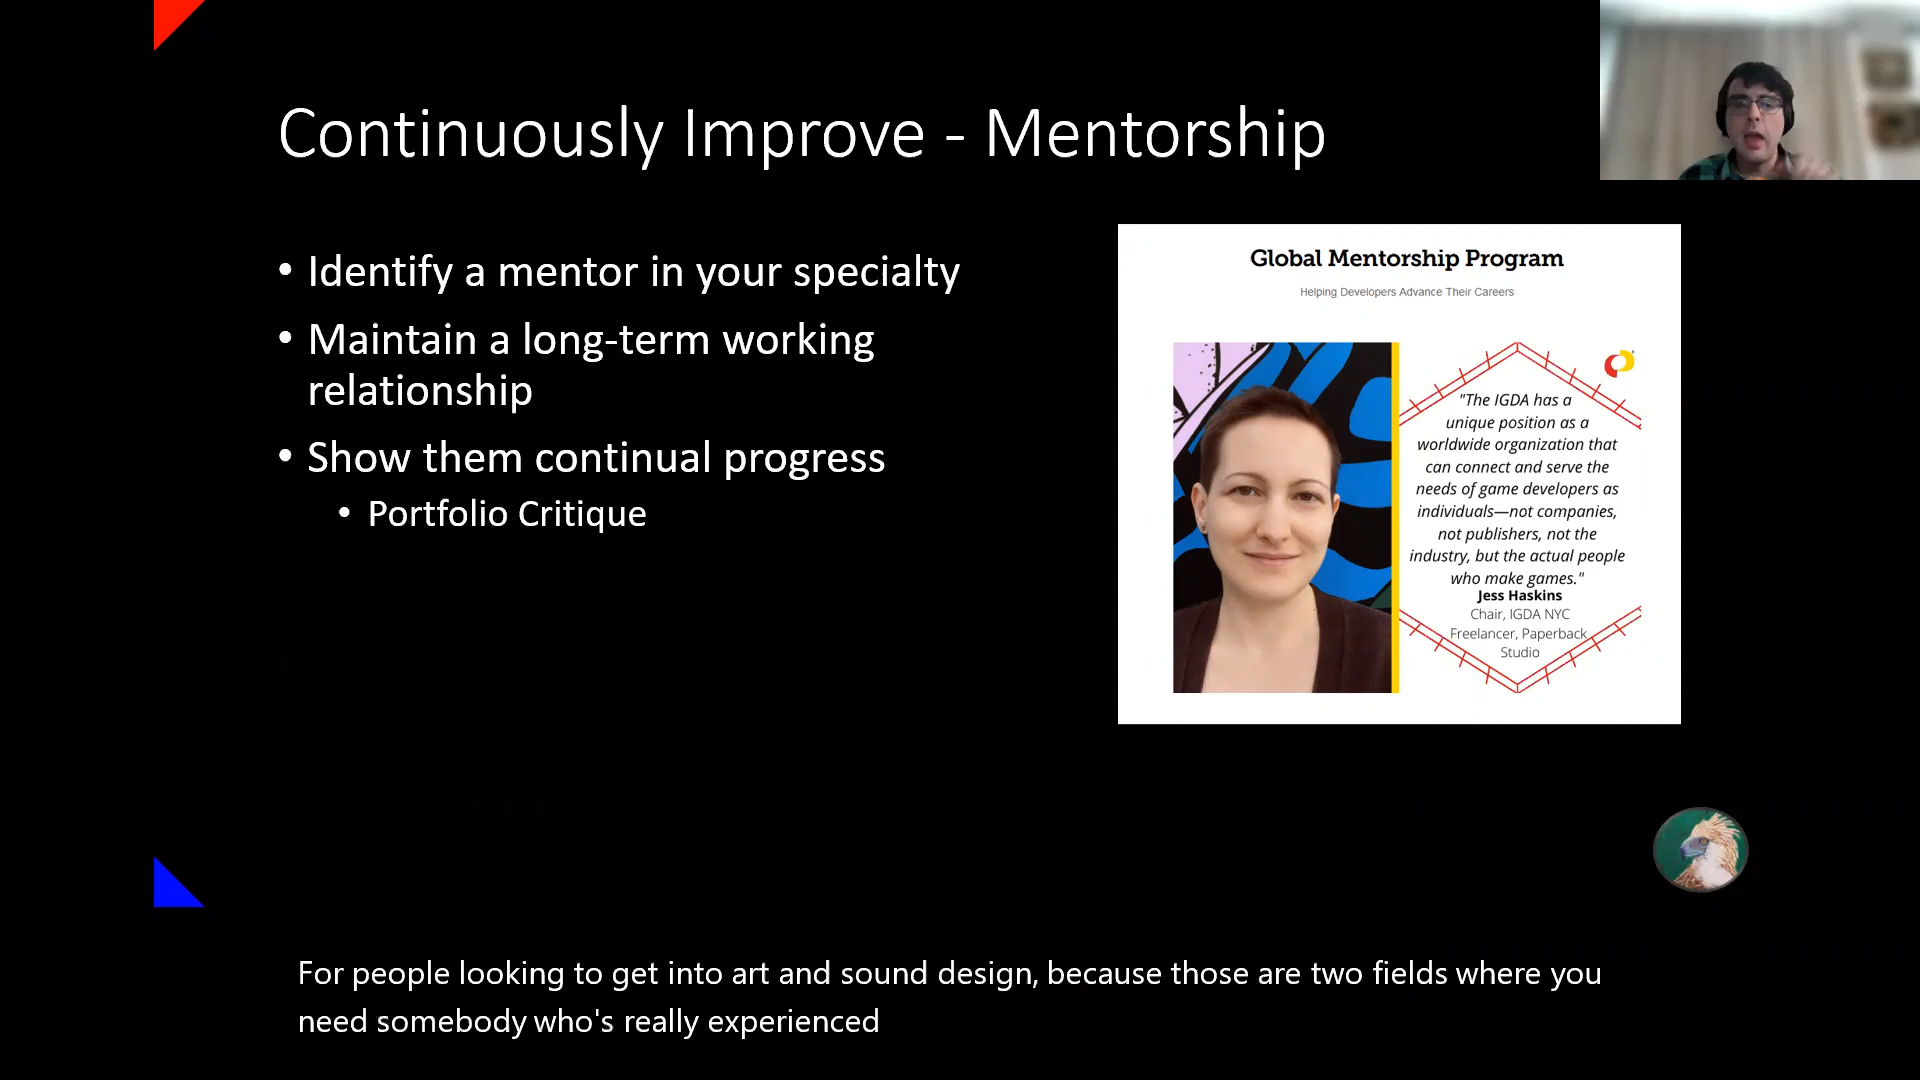 Continuously Improve - Mentorship
• Identify a mentor in your specialty
• Maintain a long-term working
relationship
• Show them continual progress
• Portfolio Critique
Global Mentorship Program
Helping Developers Advance Their Careers
"The IGDA has a
unique position as a
worldwide organization that
can connect and serve the
needs of game developers as
individuals—not companies,
not publishers, not the
industry, but the actual people
who make games."
Jess Haskins
Chair, IGDA NYC
Freelancer, Paperback
Studio
For people looking to get into art and sound design, because those are two fields where you
need somebody who's really experienced